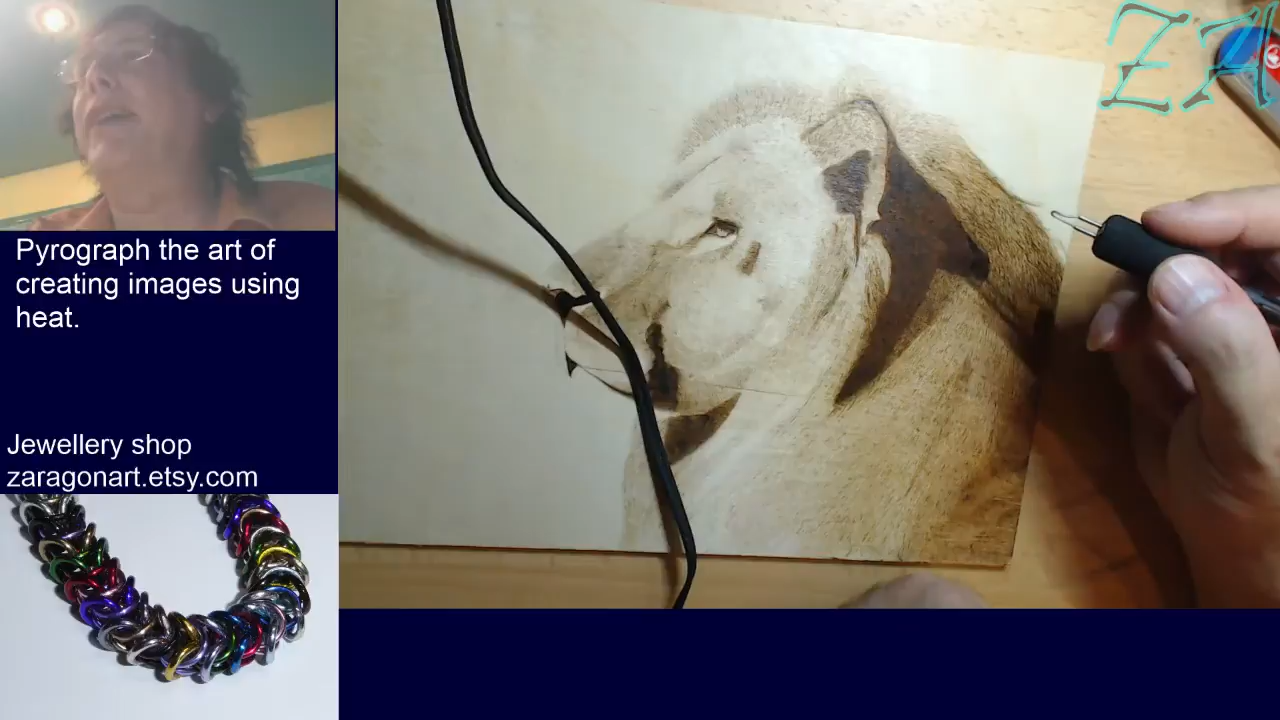 ZA
Pyrograph the art of
creating images using
heat.
Jewellery shop
zaragonart.etsy.com